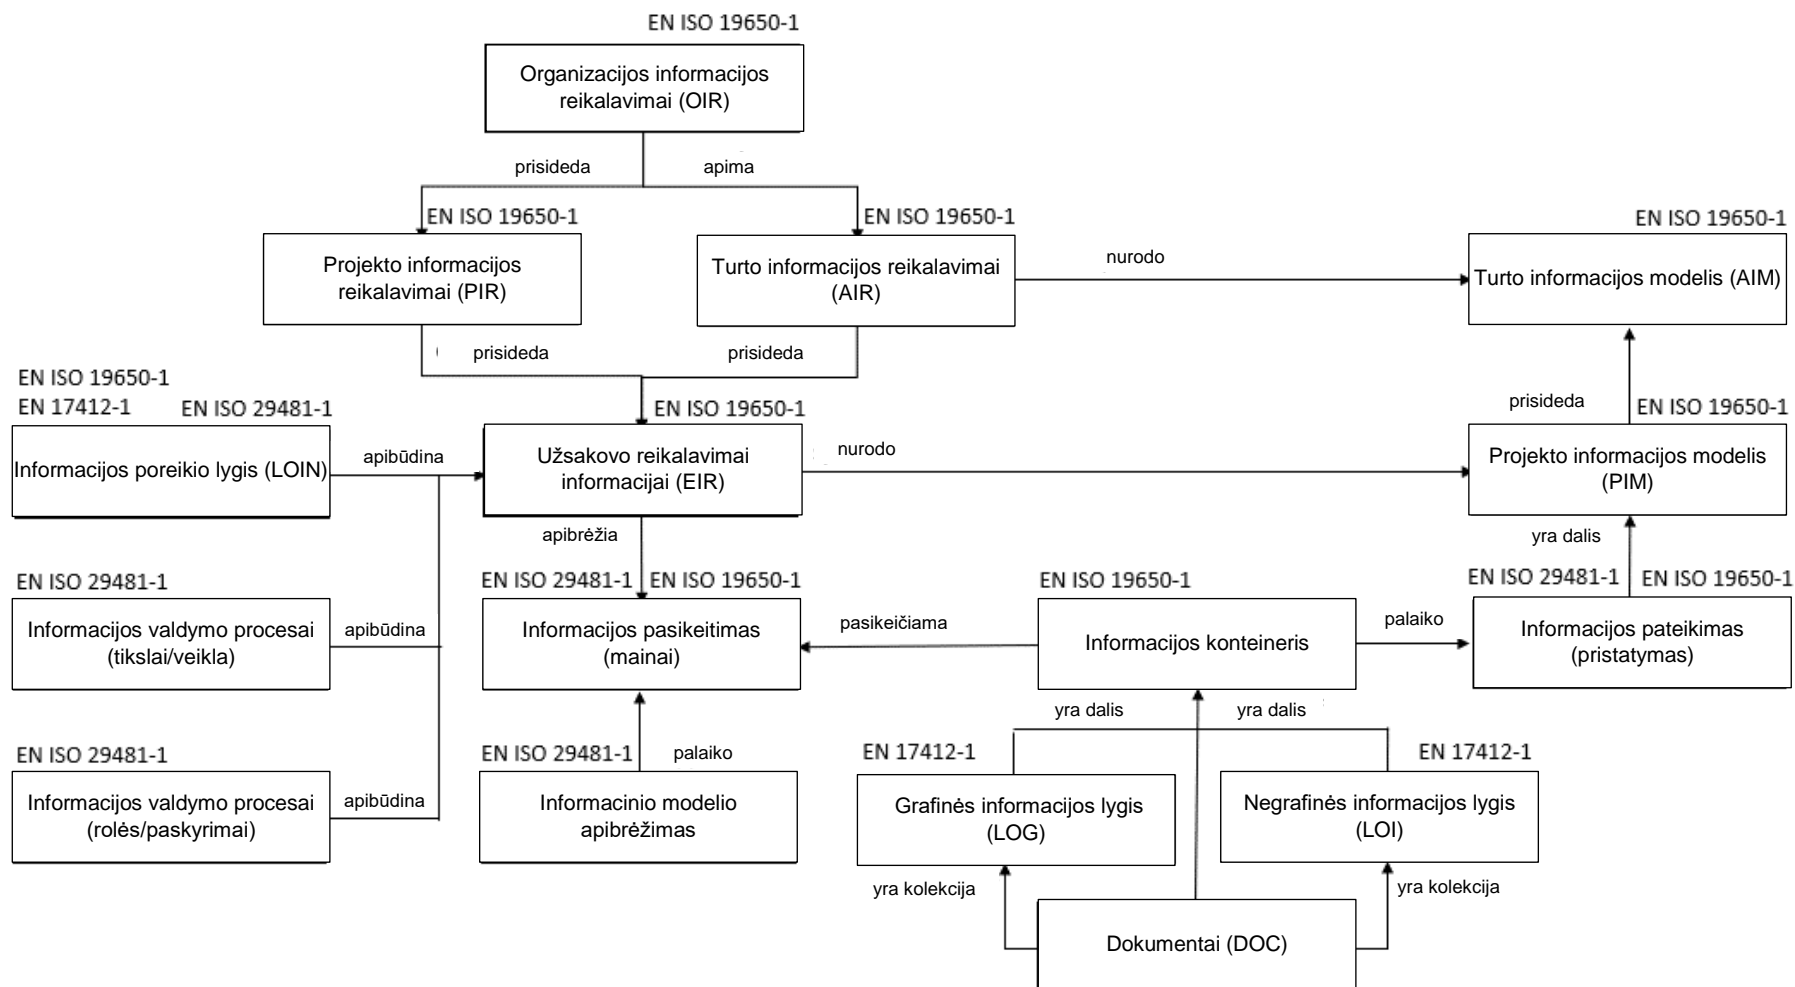 EN ISO 19650-1
Organizacijos informacijos
reikalavimai (OIR)
prisideda
apima
EN ISO 19650-1
EN ISO 19650-1
EN ISO 19650-1
Projekto informacijos
reikalavimai (PIR)
Turto informacijos reikalavimai
(AIR)
nurodo
Turto informacijos modelis (AIM)
prisideda
prisideda
EN ISO 19650-1
EN 17412-1
EN ISO 29481-1
EN ISO 19650-1
prisideda
EN ISO 19650-1
Informacijos poreikio lygis (LOIN)
apibūdina
Užsakovo reikalavimai
informacijai (EIR)
nurodo
Projekto informacijos modelis
(PIM)
apibrėžia
yra dalis
EN ISO 29481-1
EN ISO 29481-1
EN ISO 19650-1
EN ISO 19650-1
EN ISO 29481-1
EN ISO 19650-1
Informacijos valdymo procesai
(tikslai/veikla)
apibūdina
Informacijos pasikeitimas
(mainai)
pasikeičiama
Informacijos konteineris
palaiko
Informacijos pateikimas
(pristatymas)
yra dalis
yra dalis
EN ISO 29481-1
EN ISO 29481-1
palaiko
EN 17412-1
EN 17412-1
Informacijos valdymo procesai
(rolės/paskyrimai)
apibūdina
Informacinio modelio
apibrėžimas
Grafinės informacijos lygis
(LOG)
Negrafinės informacijos lygis
(LOI)
yra kolekcija
yra kolekcija
Dokumentai (DOC)